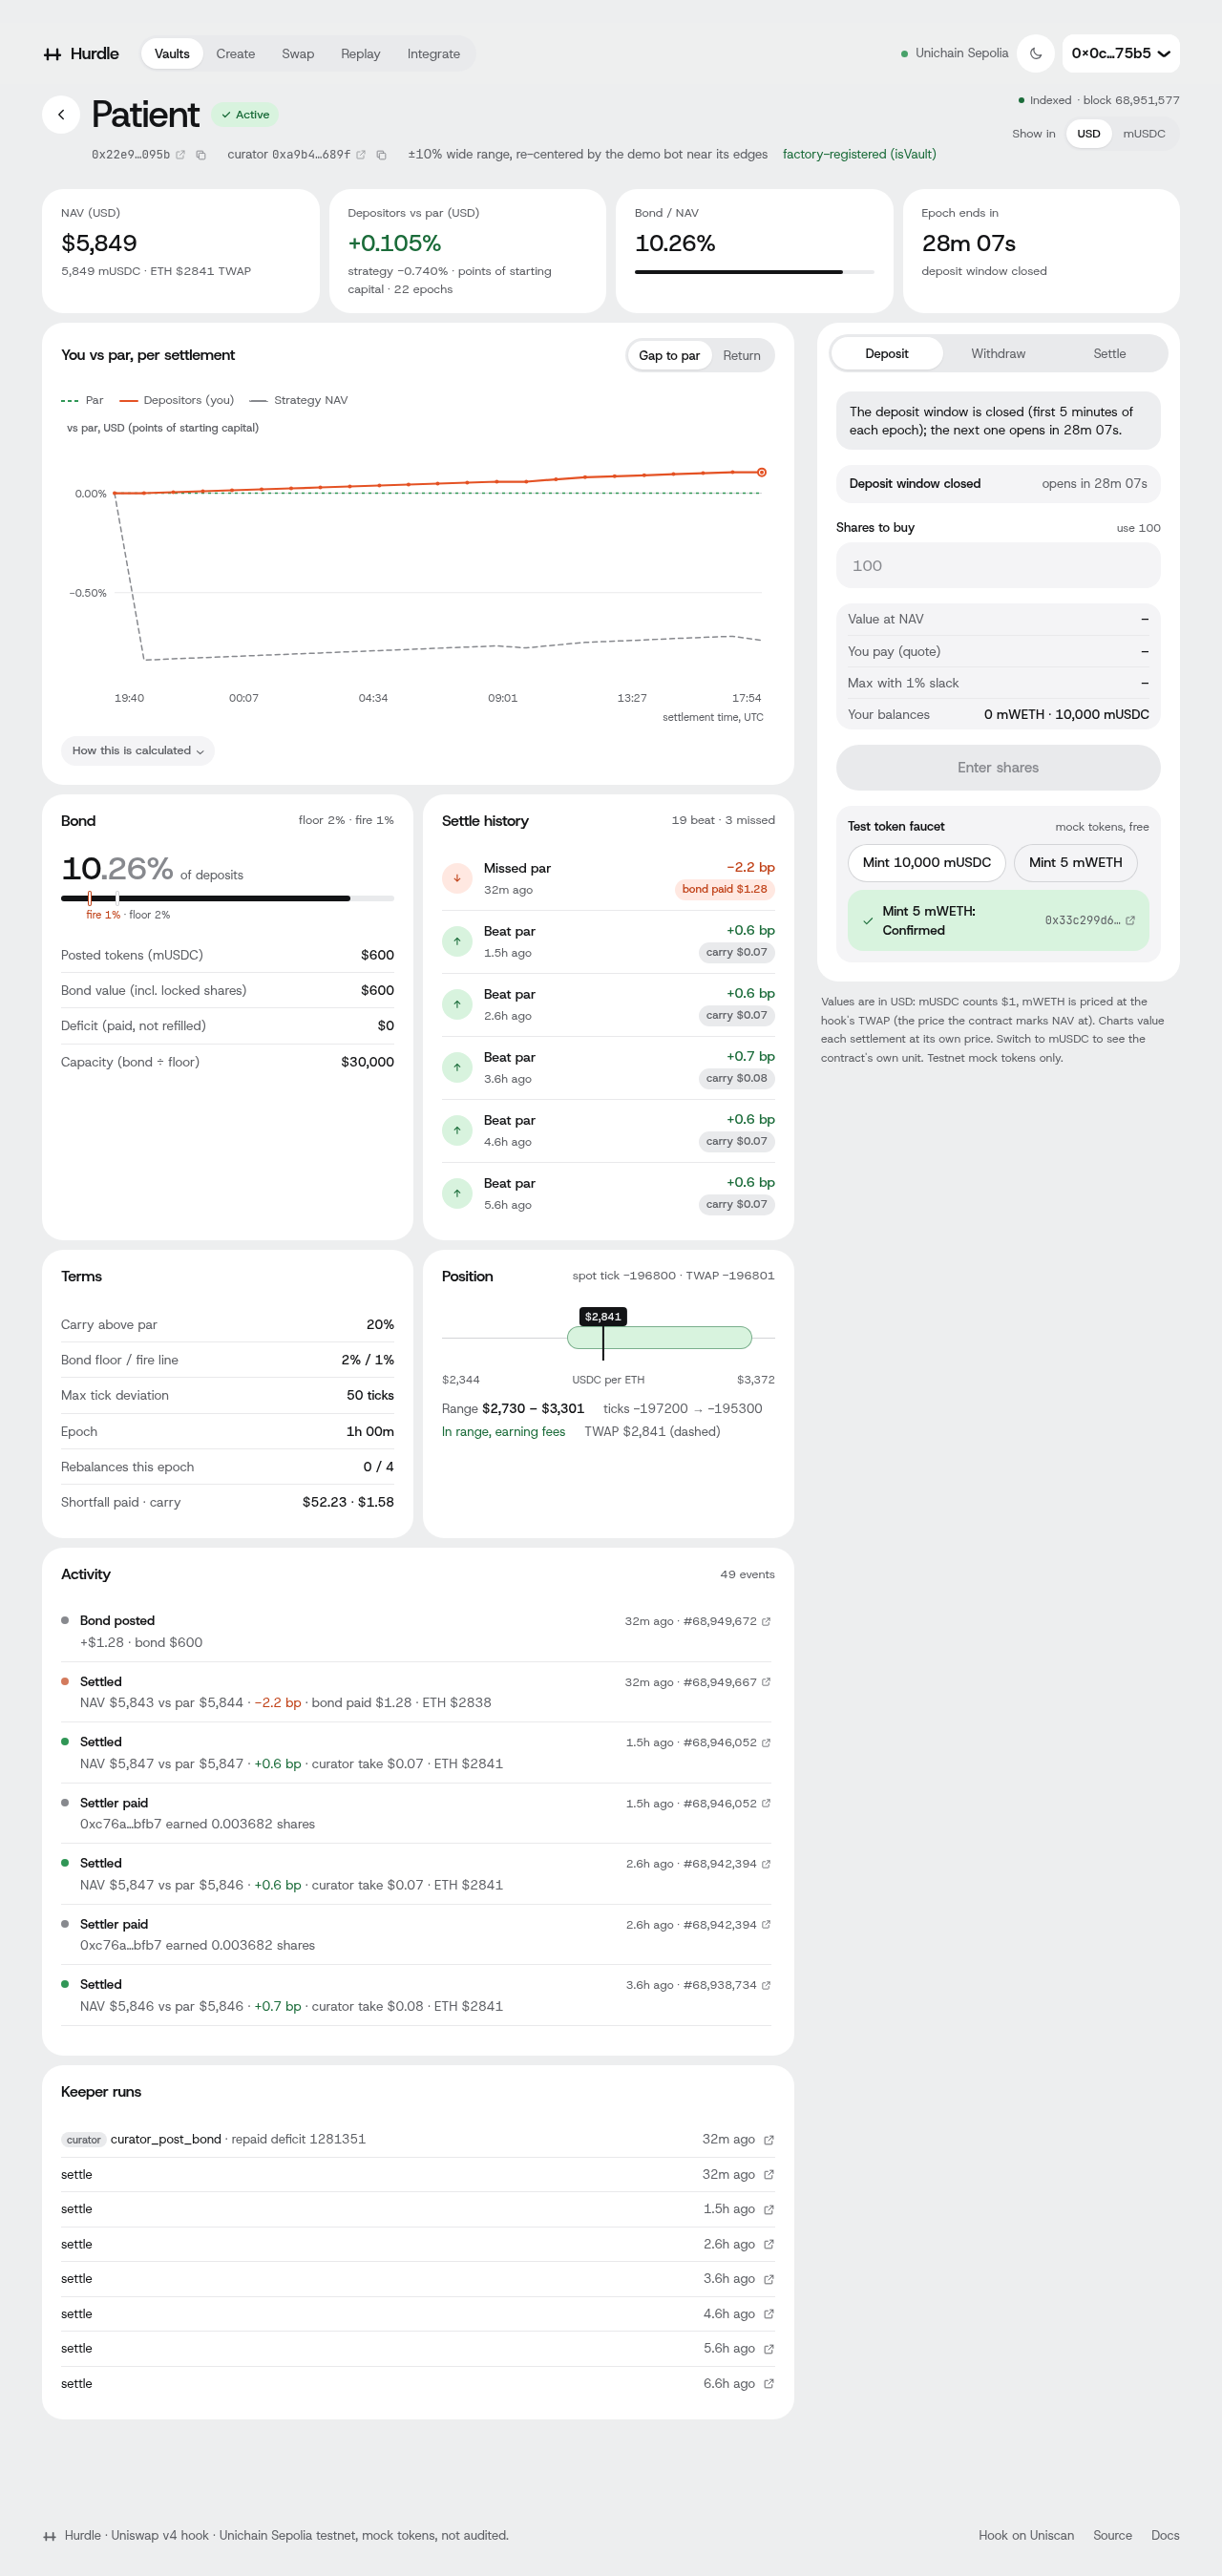 Hurdle
Vaults Create Swap Replay Integrate
Unichain Sepolia
0×0c…75b5
Patient
Active
Indexed · block 68,951,577
Show in USD mUSDC
0x22e9…095b curator 0xa9b4…689f ±10% wide range, re-centered by the demo bot near its edges factory-registered (isVault)
NAV (USD)
$5,849
5,849 mUSDC · ETH $2841 TWAP
Depositors vs par (USD)
+0.105%
strategy −0.740% · points of starting
capital · 22 epochs
Bond / NAV
10.26%
Epoch ends in
28m 07s
deposit window closed
You vs par, per settlement
Gap to par Return
Par Depositors (you) Strategy NAV
vs par, USD (points of starting capital)
0.00%
−0.50%
19:40 00:07 04:34 09:01 13:27 17:54
settlement time, UTC
How this is calculated
Deposit Withdraw Settle
The deposit window is closed (first 5 minutes of
each epoch); the next one opens in 28m 07s.
Deposit window closed opens in 28m 07s
Shares to buy use 100
100
Value at NAV –
You pay (quote) –
Max with 1% slack –
Your balances 0 mWETH · 10,000 mUSDC
Enter shares
Test token faucet mock tokens, free
Mint 10,000 mUSDC Mint 5 mWETH
Mint 5 mWETH:
Confirmed
0x33c299d6…
Values are in USD: mUSDC counts $1, mWETH is priced at the
hook's TWAP (the price the contract marks NAV at). Charts value
each settlement at its own price. Switch to mUSDC to see the
contract's own unit. Testnet mock tokens only.
Bond floor 2% · fire 1%
10.26% of deposits
fire 1% · floor 2%
Posted tokens (mUSDC) $600
Bond value (incl. locked shares) $600
Deficit (paid, not refilled) $0
Capacity (bond ÷ floor) $30,000
Settle history 19 beat · 3 missed
Missed par −2.2 bp
32m ago bond paid $1.28
Beat par +0.6 bp
1.5h ago carry $0.07
Beat par +0.6 bp
2.6h ago carry $0.07
Beat par +0.7 bp
3.6h ago carry $0.08
Beat par +0.6 bp
4.6h ago carry $0.07
Beat par +0.6 bp
5.6h ago carry $0.07
Terms
Carry above par 20%
Bond floor / fire line 2% / 1%
Max tick deviation 50 ticks
Epoch 1h 00m
Rebalances this epoch 0 / 4
Shortfall paid · carry $52.23 · $1.58
Position spot tick −196800 · TWAP −196801
$2,841
$2,344 USDC per ETH $3,372
Range $2,730 – $3,301 ticks −197200 → −195300
In range, earning fees TWAP $2,841 (dashed)
Activity 49 events
Bond posted 32m ago · #68,949,672
+$1.28 · bond $600
Settled 32m ago · #68,949,667
NAV $5,843 vs par $5,844 · −2.2 bp · bond paid $1.28 · ETH $2838
Settled 1.5h ago · #68,946,052
NAV $5,847 vs par $5,847 · +0.6 bp · curator take $0.07 · ETH $2841
Settler paid 1.5h ago · #68,946,052
0xc76a…bfb7 earned 0.003682 shares
Settled 2.6h ago · #68,942,394
NAV $5,847 vs par $5,846 · +0.6 bp · curator take $0.07 · ETH $2841
Settler paid 2.6h ago · #68,942,394
0xc76a…bfb7 earned 0.003682 shares
Settled 3.6h ago · #68,938,734
NAV $5,846 vs par $5,846 · +0.7 bp · curator take $0.08 · ETH $2841
Keeper runs
curator curator_post_bond · repaid deficit 1281351 32m ago
settle 32m ago
settle 1.5h ago
settle 2.6h ago
settle 3.6h ago
settle 4.6h ago
settle 5.6h ago
settle 6.6h ago
Hurdle · Uniswap v4 hook · Unichain Sepolia testnet, mock tokens, not audited.
Hook on Uniscan Source Docs